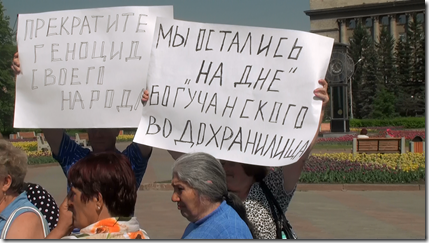 ПРЕКРАТИТЕ
ГЕНОЦИД
СВОЕГО
НАРОДА!
МЫ ОСТАЛИСЬ
"НА ДНЕ"
БОГУЧАНСКОГО
ВОДОХРАНИЛИЩА